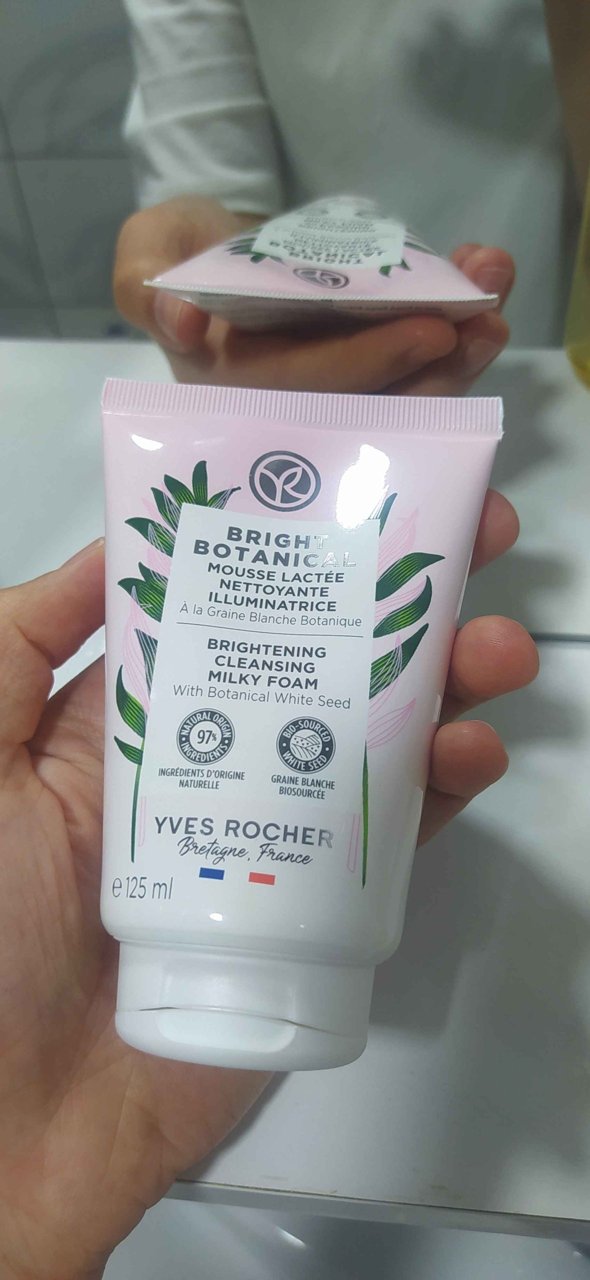 BRIGHT
BOTANICAL
MOUSSE LACTÉE
NETTOYANTE
ILLUMINATRICE
À la Graine Blanche Botanique
BRIGHTENING
CLEANSING
MILKY FOAM
With Botanical White Seed
NATURAL ORIGIN INGREDIENTS
97%
INGRÉDIENTS D'ORIGINE
NATURELLE
BIO-SOURCED WHITE SEED
GRAINE BLANCHE
BIOSOURCÉE
YVES ROCHER
Bretagne, France
e 125 ml
BOTANICAL
BRIGHT